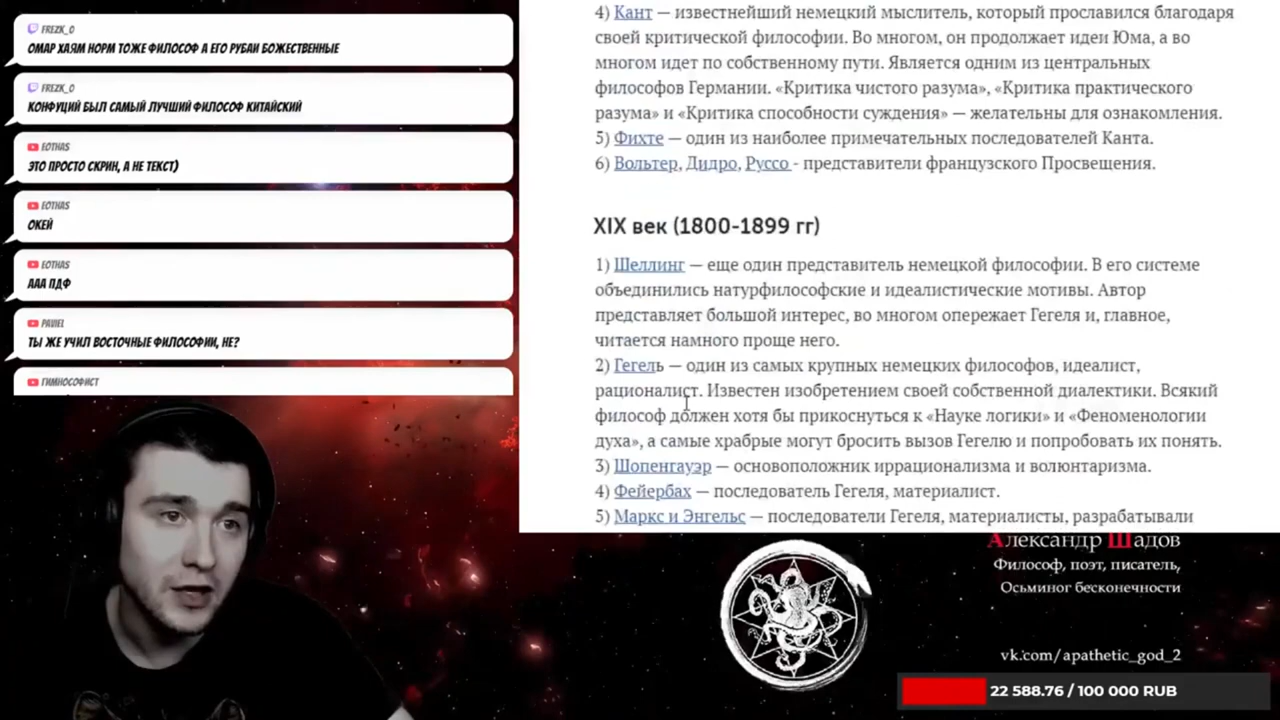 FREZK_O
ОМАР ХАЯМ НОРМ ТОЖЕ ФИЛОСОФ А ЕГО РУБАИ БОЖЕСТВЕННЫЕ
FREZK_O
КОНФУЦИЙ БЫЛ САМЫЙ ЛУЧШИЙ ФИЛОСОФ КИТАЙСКИЙ
EOTHAS
ЭТО ПРОСТО СКРИН, А НЕ ТЕКСТ)
EOTHAS
ОКЕЙ
EOTHAS
ААА ПДФ
PAVIEL
ТЫ ЖЕ УЧИЛ ВОСТОЧНЫЕ ФИЛОСОФИИ, НЕ?
ГИМНОСОФИСТ
4) Кант — известнейший немецкий мыслитель, который прославился благодаря
своей критической философии. Во многом, он продолжает идеи Юма, а во
многом идет по собственному пути. Является одним из центральных
философов Германии. «Критика чистого разума», «Критика практического
разума» и «Критика способности суждения» — желательны для ознакомления.
5) Фихте — один из наиболее примечательных последователей Канта.
6) Вольтер, Дидро, Руссо - представители французского Просвещения.
XIX век (1800-1899 гг)
1) Шеллинг — еще один представитель немецкой философии. В его системе
объединились натурфилософские и идеалистические мотивы. Автор
представляет большой интерес, во многом опережает Гегеля и, главное,
читается намного проще него.
2) Гегель — один из самых крупных немецких философов, идеалист,
рационалист. Известен изобретением своей собственной диалектики. Всякий
философ должен хотя бы прикоснуться к «Науке логики» и «Феноменологии
духа», а самые храбрые могут бросить вызов Гегелю и попробовать их понять.
3) Шопенгауэр — основоположник иррационализма и волюнтаризма.
4) Фейербах — последователь Гегеля, материалист.
5) Маркс и Энгельс — последователи Гегеля, материалисты, разрабатывали
Александр Шадов
Философ, поэт, писатель,
Осьминог бесконечности
vk.com/apathetic_god_2
22 588.76 / 100 000 RUB